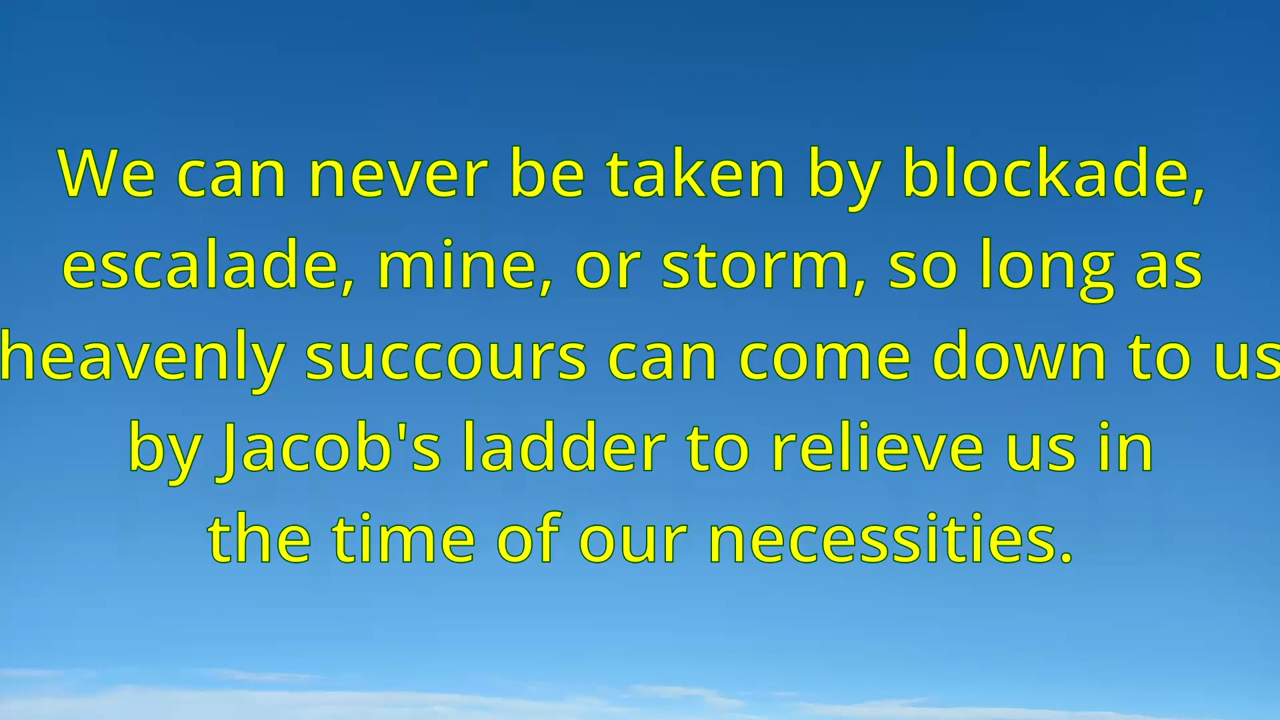 We can never be taken by blockade,
escalade, mine, or storm, so long as
heavenly succours can come down to us
by Jacob's ladder to relieve us in
the time of our necessities.